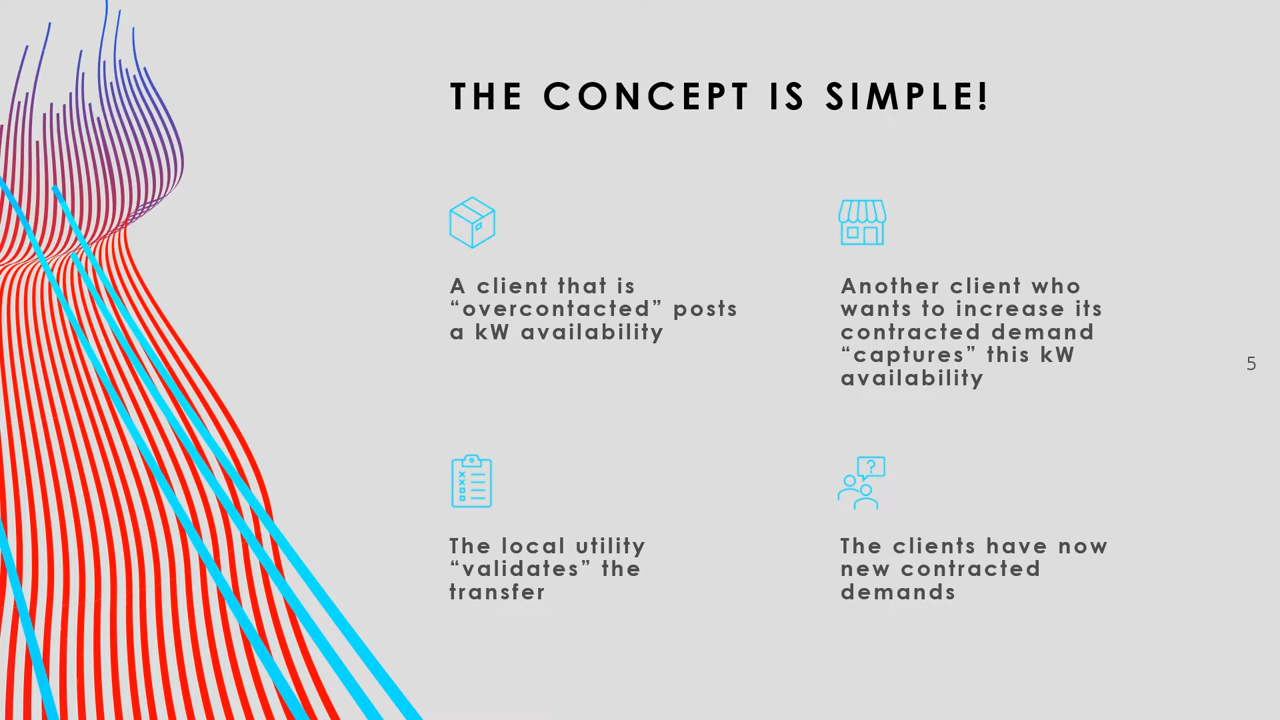 THE CONCEPT IS SIMPLE!
A client that is
“overcontacted” posts
a kW availability
Another client who
wants to increase its
contracted demand
“captures” this kW
availability
5
The local utility
“validates” the
transfer
The clients have now
new contracted
demands